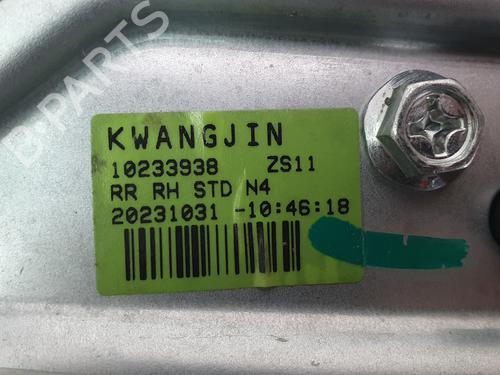 B-PARTS
KWANGJIN
10233938 ZS11
RR RH STD N4
20231031 -10:46:18